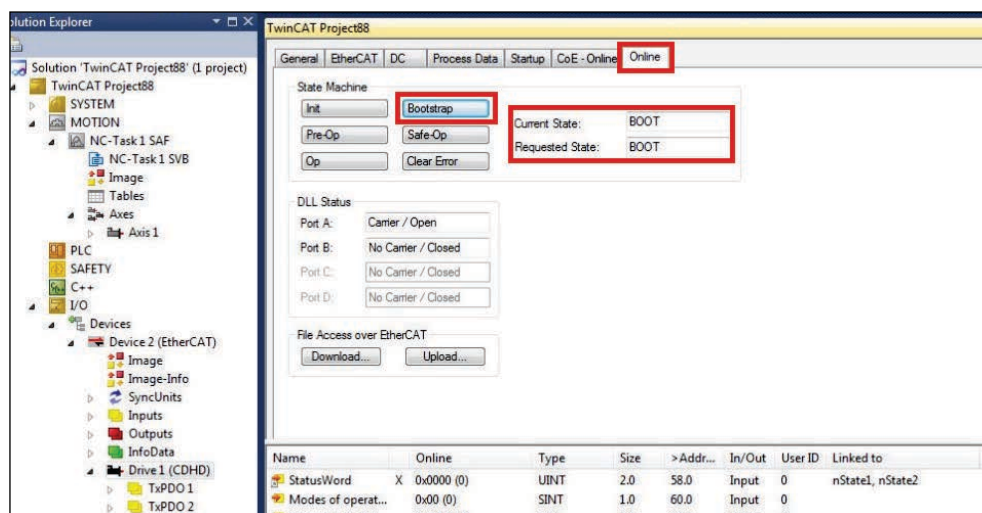 olution Explorer
Solution 'TwinCAT Project88' (1 project)
TwinCAT Project88
SYSTEM
MOTION
NC-Task 1 SAF
NC-Task 1 SVB
Image
Tables
Axes
Axis 1
PLC
SAFETY
C++
I/O
Devices
Device 2 (EtherCAT)
Image
Image-Info
SyncUnits
Inputs
Outputs
InfoData
Drive 1 (CDHD)
TxPDO 1
TxPDO 2
TwinCAT Project88
General EtherCAT DC Process Data Startup CoE - Online Online
State Machine
Init Bootstrap
Pre-Op Safe-Op
Op Clear Error
Current State: BOOT
Requested State: BOOT
DLL Status
Port A: Carrier / Open
Port B: No Carrier / Closed
Port C: No Carrier / Closed
Port D: No Carrier / Closed
File Access over EtherCAT
Download... Upload...
Name Online Type Size >Addr... In/Out User ID Linked to
StatusWord X 0x0000 (0) UINT 2.0 58.0 Input 0 nState1, nState2
Modes of operat... 0x00 (0) SINT 1.0 60.0 Input 0